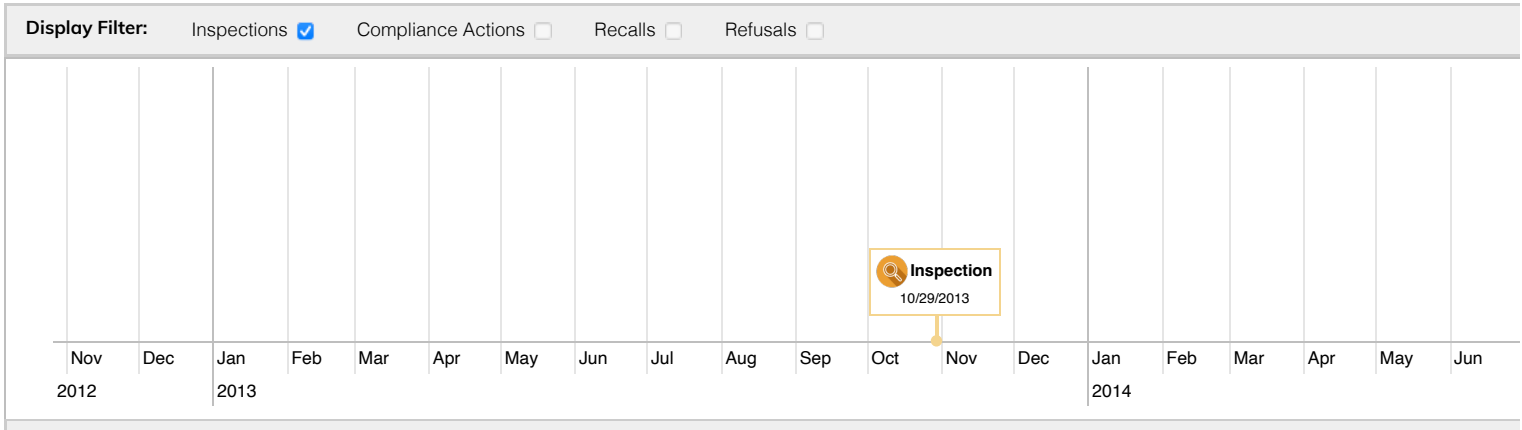 Display Filter: Inspections Compliance Actions Recalls Refusals
Inspection
10/29/2013
Nov Dec Jan Feb Mar Apr May Jun Jul Aug Sep Oct Nov Dec Jan Feb Mar Apr May Jun
2012 2013 2014